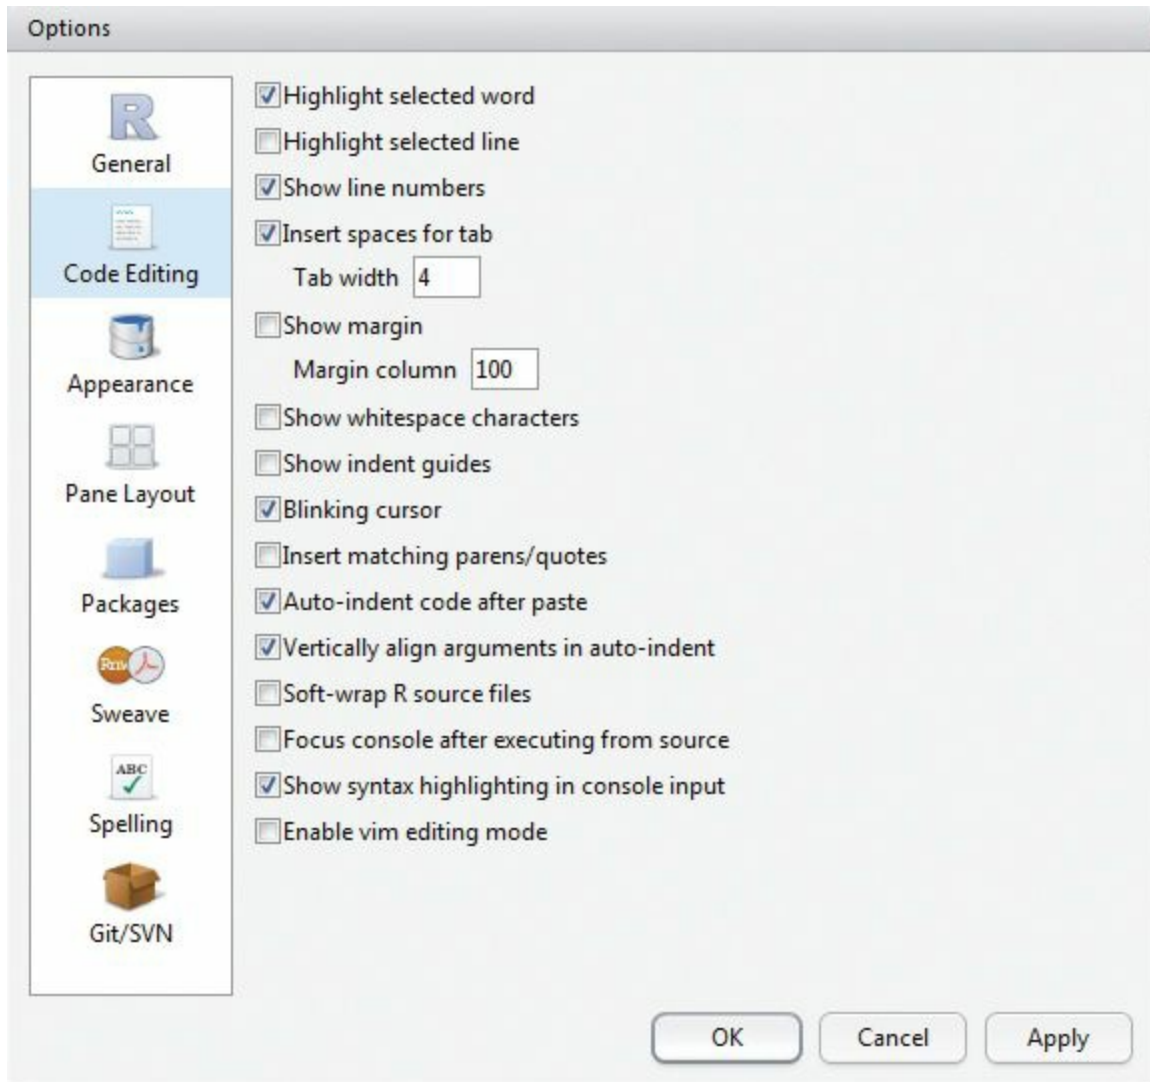 Options
R
General
Code Editing
Appearance
Pane Layout
Packages
Rnw
Sweave
ABC
Spelling
Git/SVN
Highlight selected word
Highlight selected line
Show line numbers
Insert spaces for tab
Tab width 4
Show margin
Margin column 100
Show whitespace characters
Show indent guides
Blinking cursor
Insert matching parens/quotes
Auto-indent code after paste
Vertically align arguments in auto-indent
Soft-wrap R source files
Focus console after executing from source
Show syntax highlighting in console input
Enable vim editing mode
OK Cancel Apply